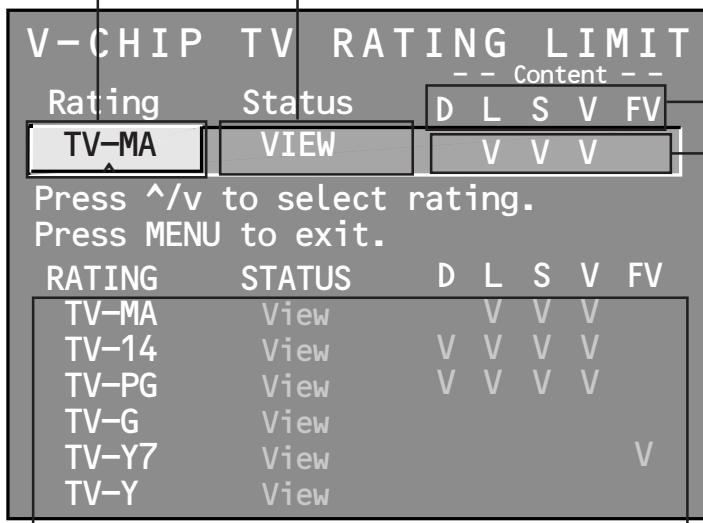 V-CHIP TV RATING LIMIT
- - Content - -
Rating Status D L S V FV
TV-MA VIEW V V V
^
Press ^/v to select rating.
Press MENU to exit.
RATING STATUS D L S V FV
TV-MA View V V V
TV-14 View V V V V
TV-PG View V V V V
TV-G View
TV-Y7 View V
TV-Y View